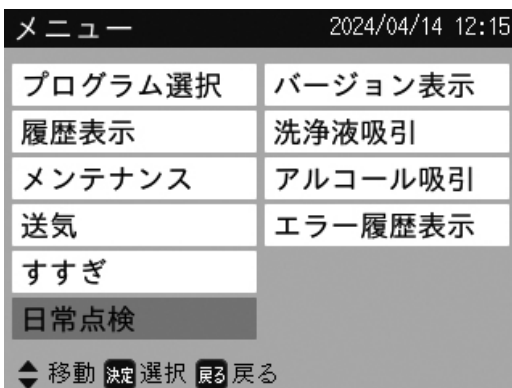 メニュー 2024/04/14 12:15
プログラム選択 バージョン表示
履歴表示 洗浄液吸引
メンテナンス アルコール吸引
送気 エラー履歴表示
すすぎ
日常点検
移動 決定 選択 戻る 戻る